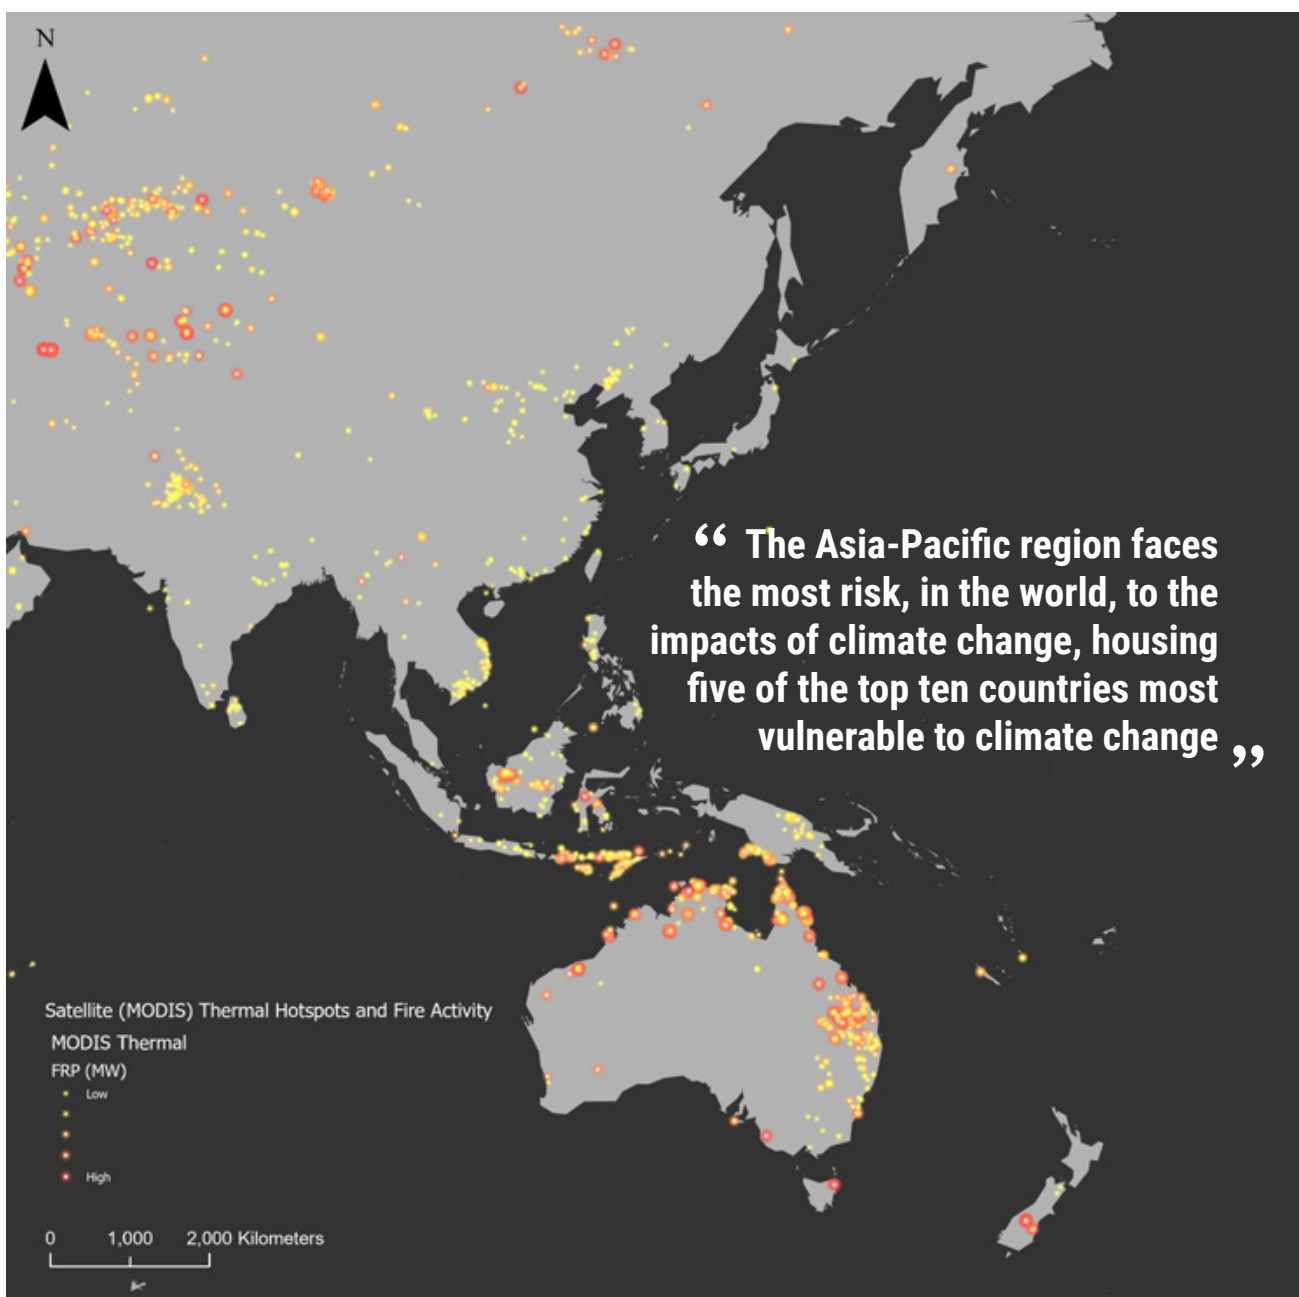 N
“ The Asia-Pacific region faces
the most risk, in the world, to the
impacts of climate change, housing
five of the top ten countries most
vulnerable to climate change „
Satellite (MODIS) Thermal Hotspots and Fire Activity
MODIS Thermal
FRP (MW)
Low
High
0 1,000 2,000 Kilometers